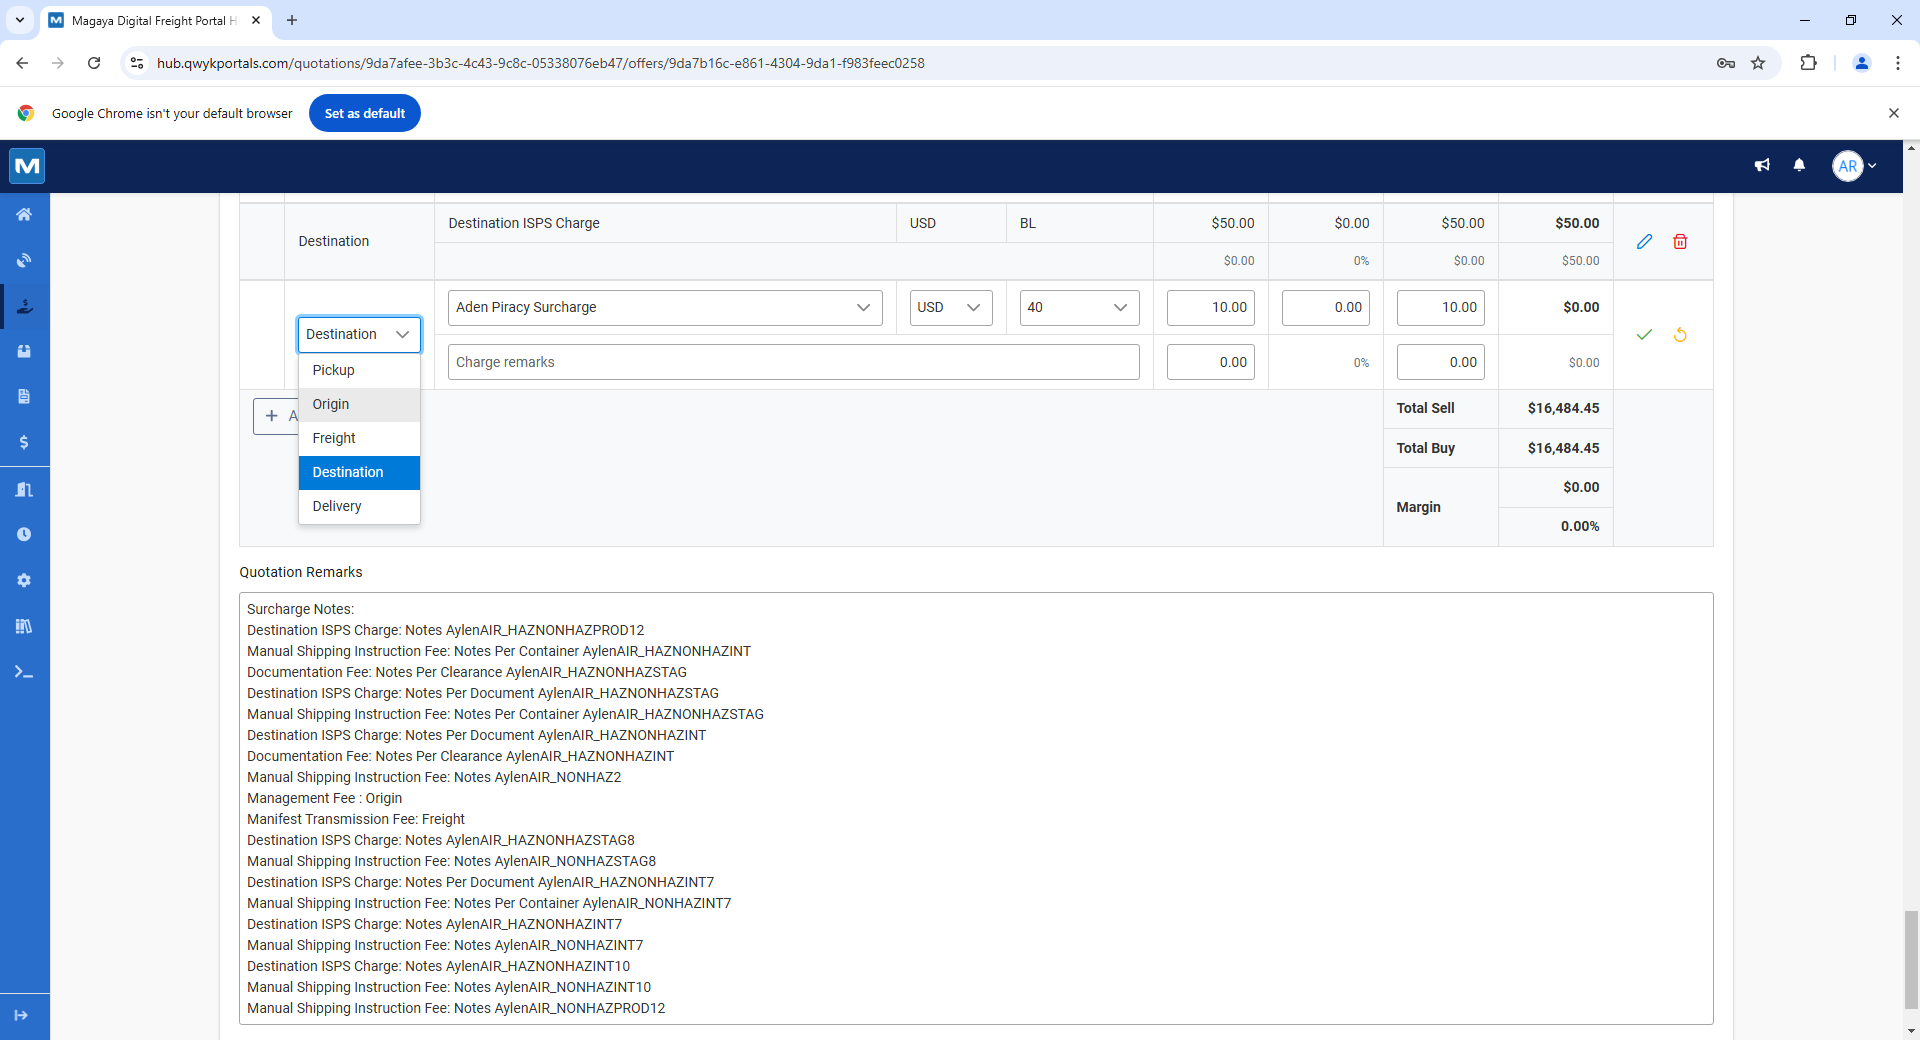 Magaya Digital Freight Portal H
hub.qwykportals.com/quotations/9da7afee-3b3c-4c43-9c8c-05338076eb47/offers/9da7b16c-e861-4304-9da1-f983feec0258
Google Chrome isn't your default browser
Set as default
M
AR
Destination
Destination ISPS Charge
USD
BL
$50.00
$0.00
$50.00
$50.00
$0.00
0%
$0.00
$50.00
Destination
Aden Piracy Surcharge
USD
40
10.00
0.00
10.00
$0.00
Charge remarks
0.00
0%
0.00
$0.00
Pickup
Origin
Freight
Destination
Delivery
+ A
Total Sell
$16,484.45
Total Buy
$16,484.45
Margin
$0.00
0.00%
Quotation Remarks
Surcharge Notes:
Destination ISPS Charge: Notes AylenAIR_HAZNONHAZPROD12
Manual Shipping Instruction Fee: Notes Per Container AylenAIR_HAZNONHAZINT
Documentation Fee: Notes Per Clearance AylenAIR_HAZNONHAZSTAG
Destination ISPS Charge: Notes Per Document AylenAIR_HAZNONHAZSTAG
Manual Shipping Instruction Fee: Notes Per Container AylenAIR_HAZNONHAZSTAG
Destination ISPS Charge: Notes Per Document AylenAIR_HAZNONHAZINT
Documentation Fee: Notes Per Clearance AylenAIR_HAZNONHAZINT
Manual Shipping Instruction Fee: Notes AylenAIR_NONHAZ2
Management Fee : Origin
Manifest Transmission Fee: Freight
Destination ISPS Charge: Notes AylenAIR_HAZNONHAZSTAG8
Manual Shipping Instruction Fee: Notes AylenAIR_NONHAZSTAG8
Destination ISPS Charge: Notes Per Document AylenAIR_HAZNONHAZINT7
Manual Shipping Instruction Fee: Notes Per Container AylenAIR_NONHAZINT7
Destination ISPS Charge: Notes AylenAIR_HAZNONHAZINT7
Manual Shipping Instruction Fee: Notes AylenAIR_NONHAZINT7
Destination ISPS Charge: Notes AylenAIR_HAZNONHAZINT10
Manual Shipping Instruction Fee: Notes AylenAIR_NONHAZINT10
Manual Shipping Instruction Fee: Notes AylenAIR_NONHAZPROD12